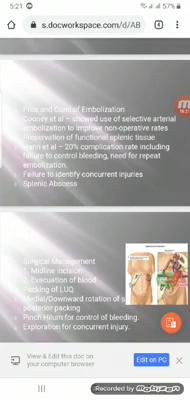 5:21
57%
s.docworkspace.com/d/AB
4
Pros and Cons of Embolization
Cooney et al – showed use of selective arterial
embolization to improve non-operative rates
Preservation of functional splenic tissue
et al – 20% complication rate including
failure to control bleeding, need for repeat
embolization.
Failure to identify concurrent injuries
Splenic Abscess
Surgical Management
1. Midline incision
2. Evacuation of blood
Packing of LUQ
Medial/Downward rotation of s
posterior packing
Pinch Hilum for control of bleeding.
Exploration for concurrent injury.
View & Edit this doc on
your computer browser
Edit on PC
Recorded by
Mobizen